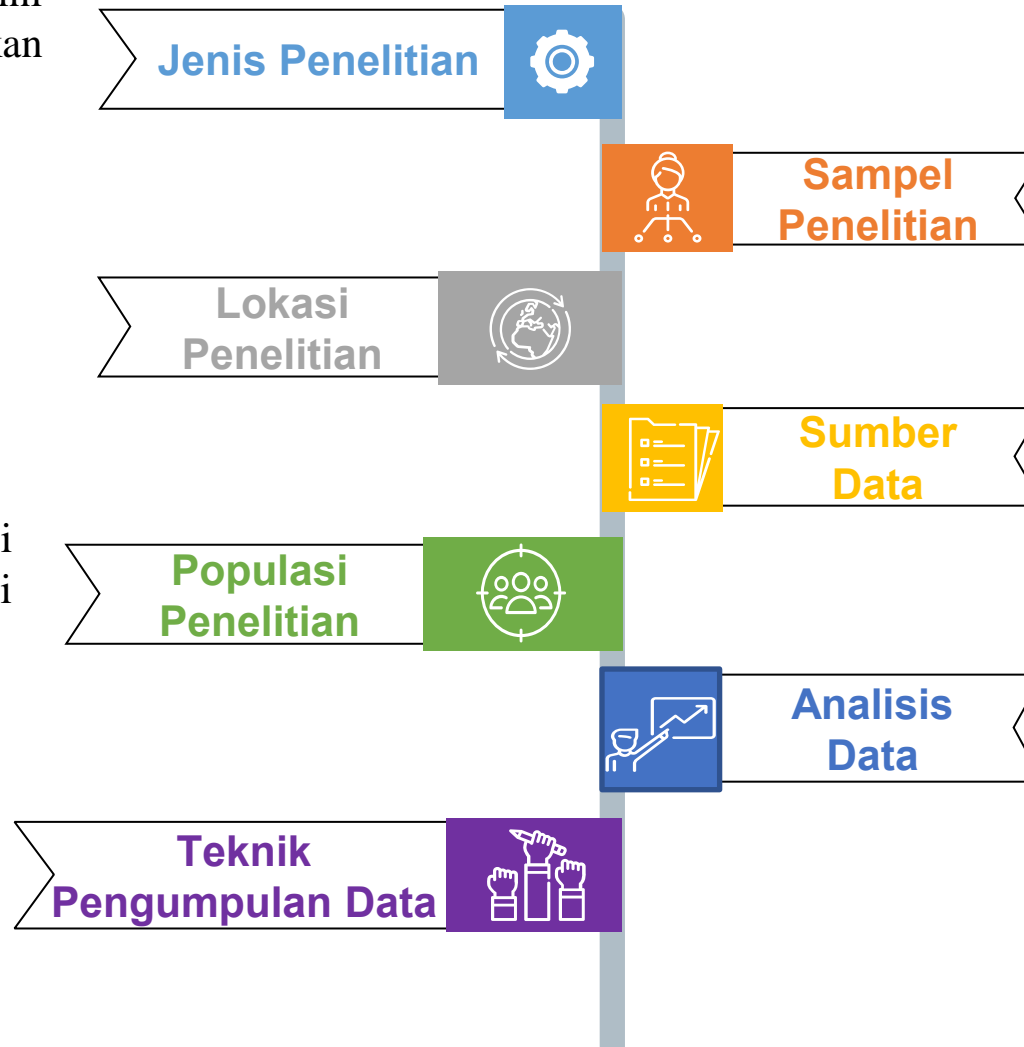 Jenis Penelitian
Sampel
Penelitian
Lokasi
Penelitian
Sumber
Data
i
Populasi
i
Penelitian
Analisis
Data
Teknik
Pengumpulan Data